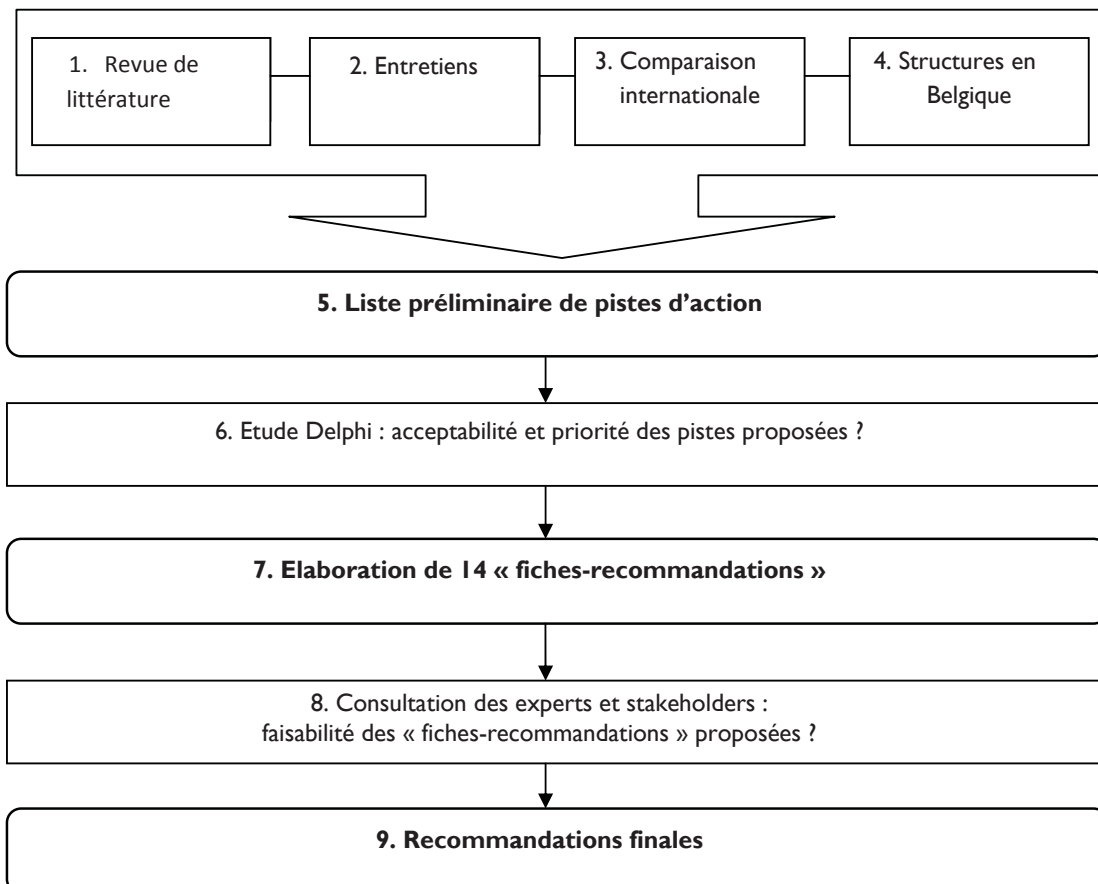 1. Revue de
littérature
2. Entretiens
3. Comparaison
internationale
4. Structures en
Belgique
5. Liste préliminaire de pistes d’action
6. Etude Delphi : acceptabilité et priorité des pistes proposées ?
7. Elaboration de 14 « fiches-recommandations »
8. Consultation des experts et stakeholders :
faisabilité des « fiches-recommandations » proposées ?
9. Recommandations finales